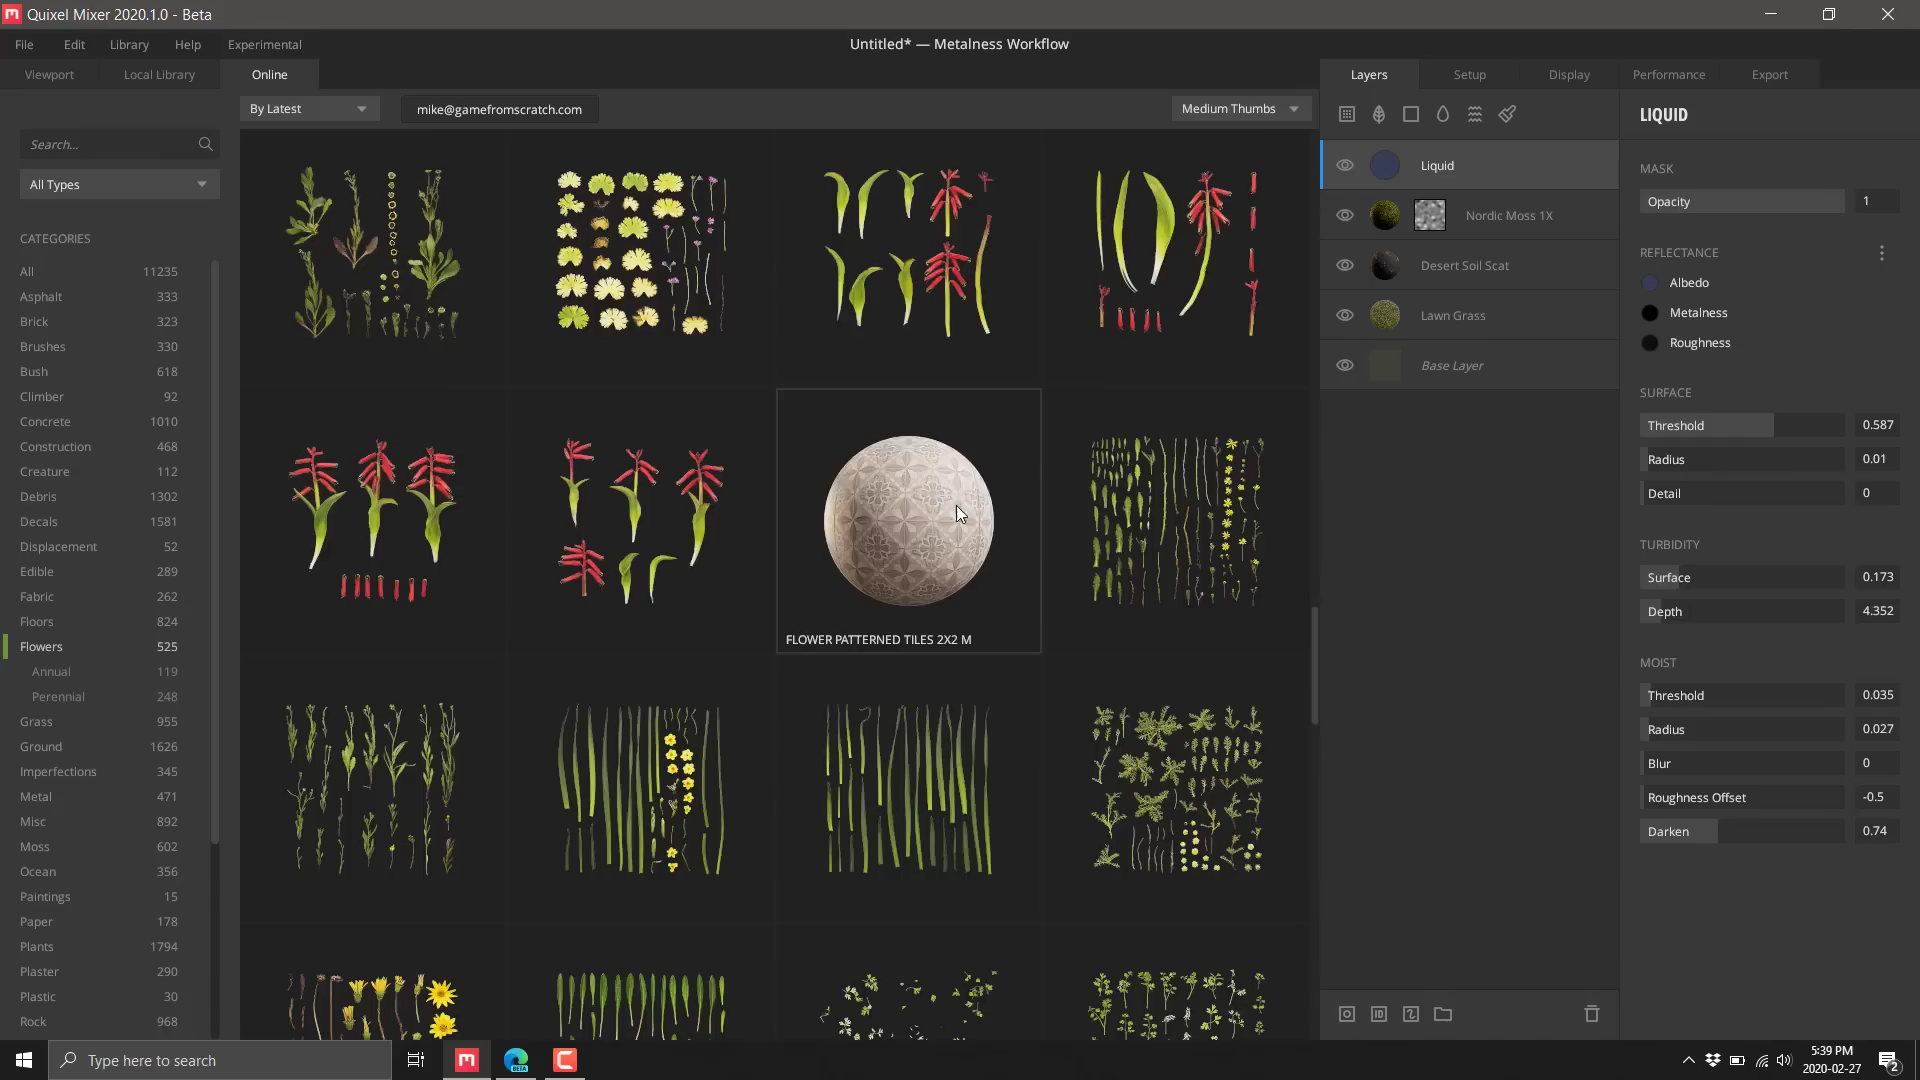 Quixel Mixer 2020.1.0 - Beta
File Edit Library Help Experimental
Untitled* — Metalness Workflow
Viewport Local Library Online
Layers Setup Display Performance Export
By Latest
mike@gamefromscratch.com
Medium Thumbs
Search...
All Types
CATEGORIES
All 11235
Asphalt 333
Brick 323
Brushes 330
Bush 618
Climber 92
Concrete 1010
Construction 468
Creature 112
Debris 1302
Decals 1581
Displacement 52
Edible 289
Fabric 262
Floors 824
Flowers 525
Annual 119
Perennial 248
Grass 955
Ground 1626
Imperfections 345
Metal 471
Misc 892
Moss 602
Ocean 356
Paintings 15
Paper 178
Plants 1794
Plaster 290
Plastic 30
Rock 968
FLOWER PATTERNED TILES 2X2 M
Liquid
Nordic Moss 1X
Desert Soil Scat
Lawn Grass
Base Layer
ID
LIQUID
MASK
Opacity 1
REFLECTANCE
Albedo
Metalness
Roughness
SURFACE
Threshold 0.587
Radius 0.01
Detail 0
TURBIDITY
Surface 0.173
Depth 4.352
MOIST
Threshold 0.035
Radius 0.027
Blur 0
Roughness Offset -0.5
Darken 0.74
Type here to search
BETA
5:39 PM
2020-02-27
2